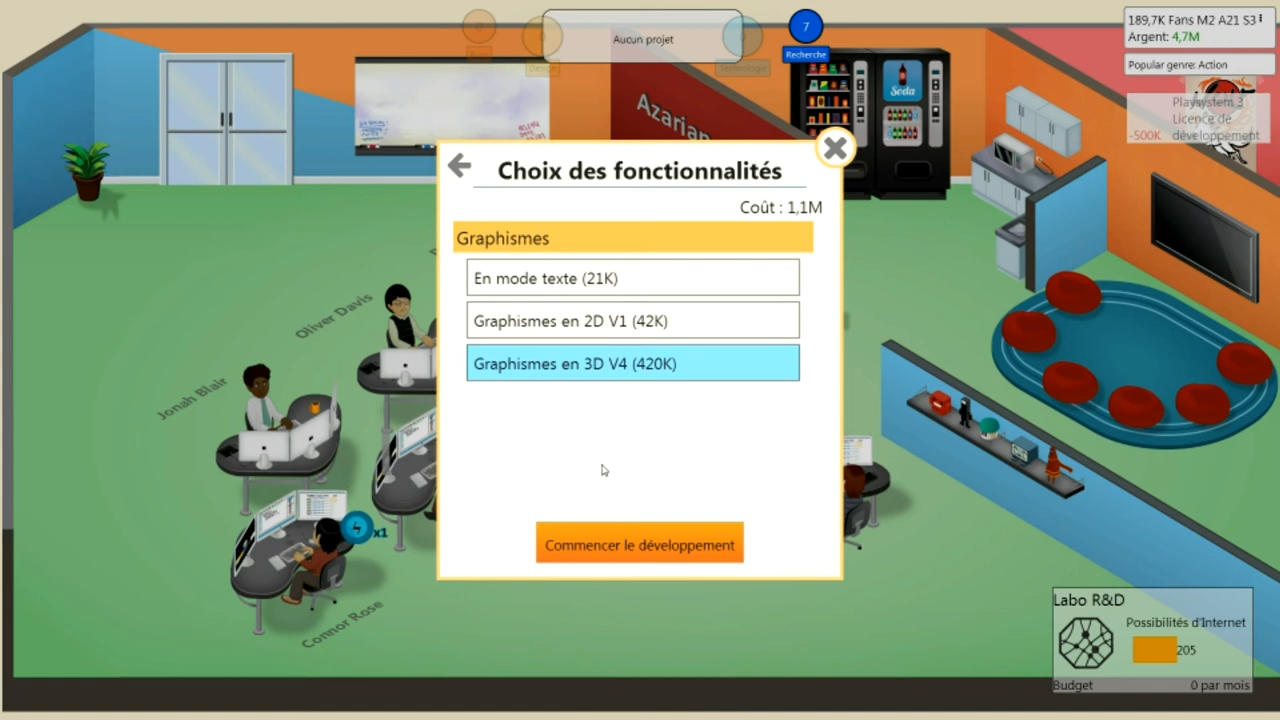 Aucun projet
7
Recherche
Technologie
189,7K Fans M2 A21 S3
Argent: 4,7M
Popular genre: Action
Playsystem 3
Licence de
-500K développement
Soda
Azarian
Choix des fonctionnalités
Coût : 1,1M
Graphismes
En mode texte (21K)
Graphismes en 2D V1 (42K)
Graphismes en 3D V4 (420K)
Commencer le développement
Oliver Davis
Jonah Blair
x1
Connor Rose
Labo R&D
Possibilités d'Internet
205
Budget
0 par mois